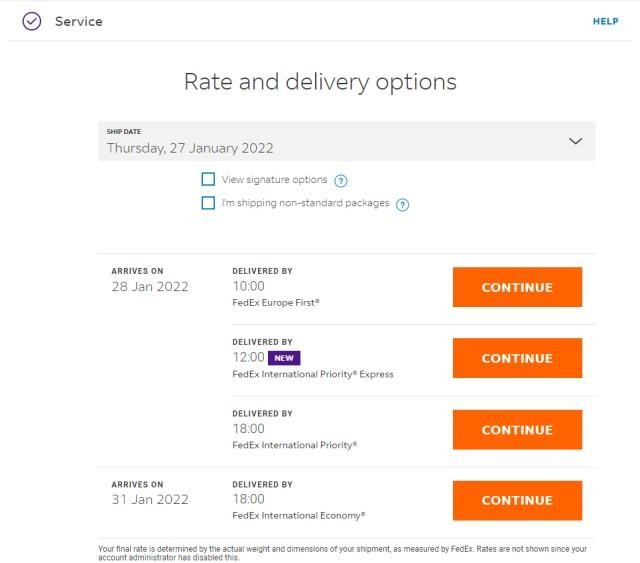 Service
HELP
Rate and delivery options
SHIP DATE
Thursday, 27 January 2022
View signature options ?
I'm shipping non-standard packages ?
ARRIVES ON
28 Jan 2022
DELIVERED BY
10:00
FedEx Europe First®
CONTINUE
DELIVERED BY
12:00 NEW
FedEx International Priority® Express
CONTINUE
DELIVERED BY
18:00
FedEx International Priority®
CONTINUE
ARRIVES ON
31 Jan 2022
DELIVERED BY
18:00
FedEx International Economy®
CONTINUE
Your final rate is determined by the actual weight and dimensions of your shipment, as measured by FedEx. Rates are not shown since your
account administrator has disabled this.